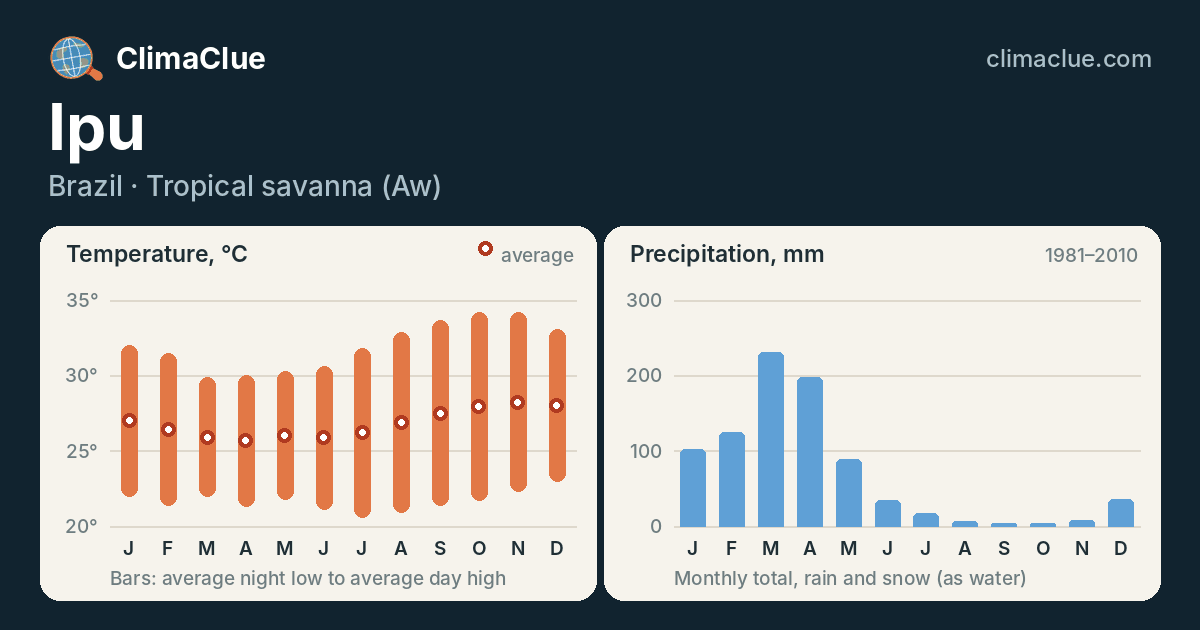 ClimaClue
climaclue.com
Ipu
Brazil · Tropical savanna (Aw)
Temperature, °C
average
35°
30°
25°
20°
J F M A M J J A S O N D
Bars: average night low to average day high
Precipitation, mm
1981–2010
300
200
100
0
J F M A M J J A S O N D
Monthly total, rain and snow (as water)